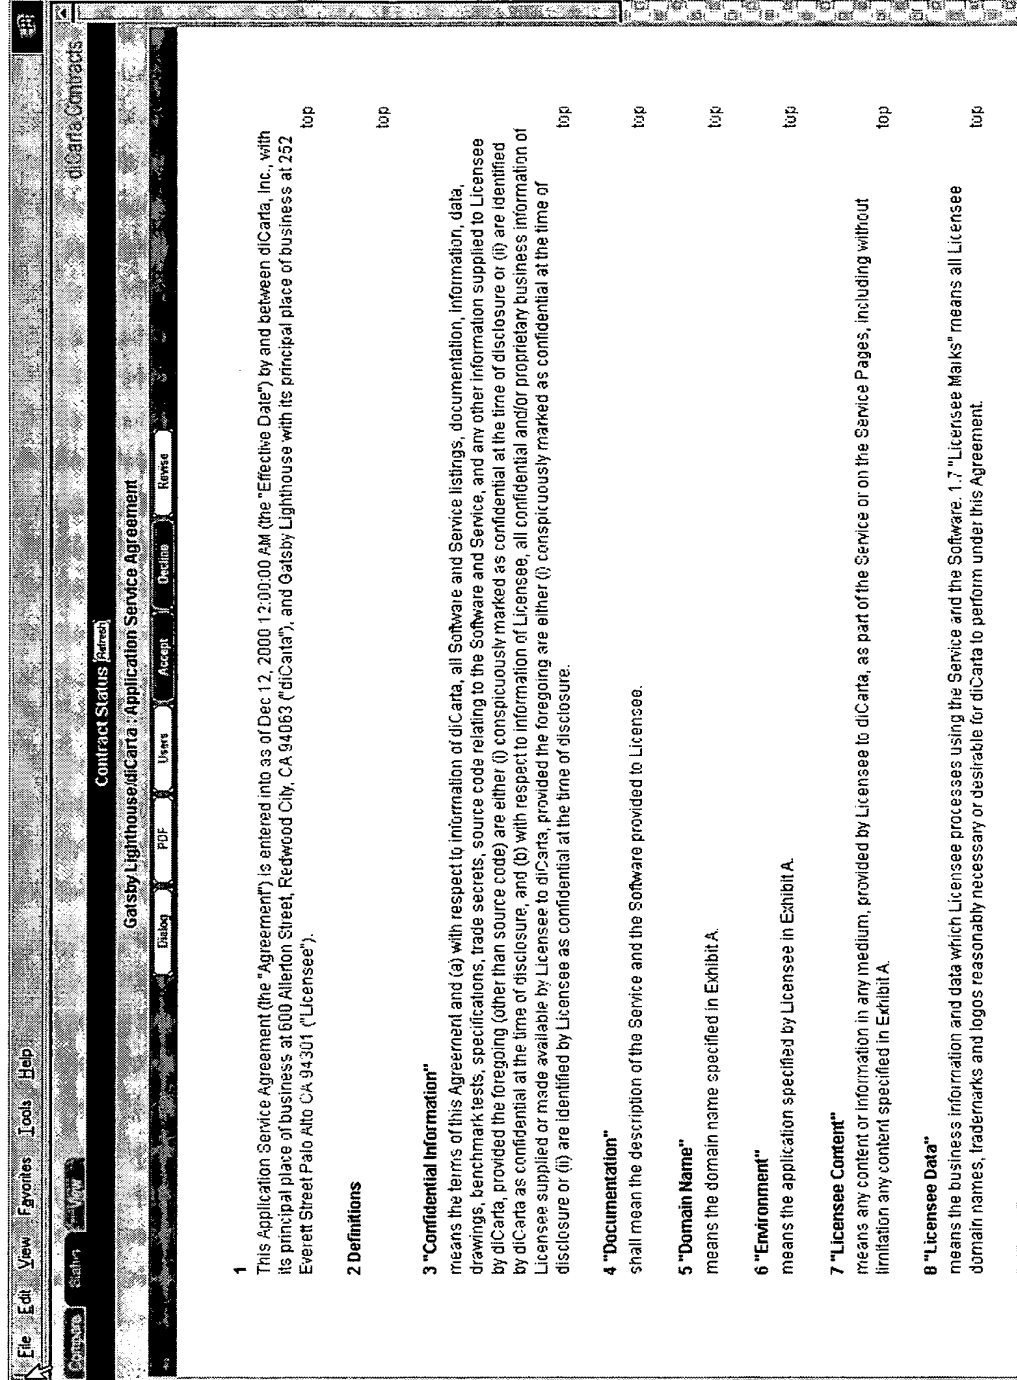 File Edit View Favorites Tools Help
Compare Status View diCarta Contracts
Contract Status Refresh
Gatsby Lighthouse/diCarta : Application Service Agreement
Dialog PDF Users Accept Decline Revise
1
This Application Service Agreement (the "Agreement") is entered into as of Dec 12, 2000 12:00:00 AM (the "Effective Date") by and between diCarta, Inc., with
its principal place of business at 600 Allerton Street, Redwood City, CA 94063 ("diCarta"), and Gatsby Lighthouse with its principal place of business at 252
Everett Street Palo Alto CA 94301 ("Licensee").
top
2 Definitions
top
3 "Confidential Information"
means the terms of this Agreement and (a) with respect to information of diCarta, all Software and Service listings, documentation, information, data,
drawings, benchmark tests, specifications, trade secrets, source code relating to the Software and Service, and any other information supplied to Licensee
by diCarta, provided the foregoing (other than source code) are either (i) conspicuously marked as confidential at the time of disclosure or (ii) are identified
by diCarta as confidential at the time of disclosure, and (b) with respect to information of Licensee, all confidential and/or proprietary business information of
Licensee supplied or made available by Licensee to diCarta, provided the foregoing are either (i) conspicuously marked as confidential at the time of
disclosure or (ii) are identified by Licensee as confidential at the time of disclosure.
top
4 "Documentation"
shall mean the description of the Service and the Software provided to Licensee.
top
5 "Domain Name"
means the domain name specified in Exhibit A.
top
6 "Environment"
means the application specified by Licensee in Exhibit A.
top
7 "Licensee Content"
means any content or information in any medium, provided by Licensee to diCarta, as part of the Service or on the Service Pages, including without
limitation any content specified in Exhibit A.
top
8 "Licensee Data"
means the business information and data which Licensee processes using the Service and the Software. 1.7 "Licensee Marks" means all Licensee
domain names, trademarks and logos reasonably necessary or desirable for diCarta to perform under this Agreement.
top